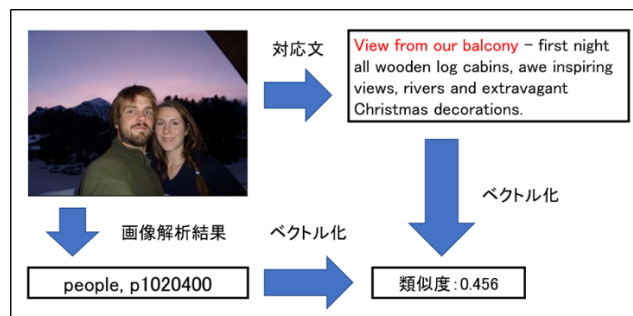 対応文
View from our balcony – first night
all wooden log cabins, awe inspiring
views, rivers and extravagant
Christmas decorations.
ベクトル化
画像解析結果
ベクトル化
people, p1020400
類似度:0.456